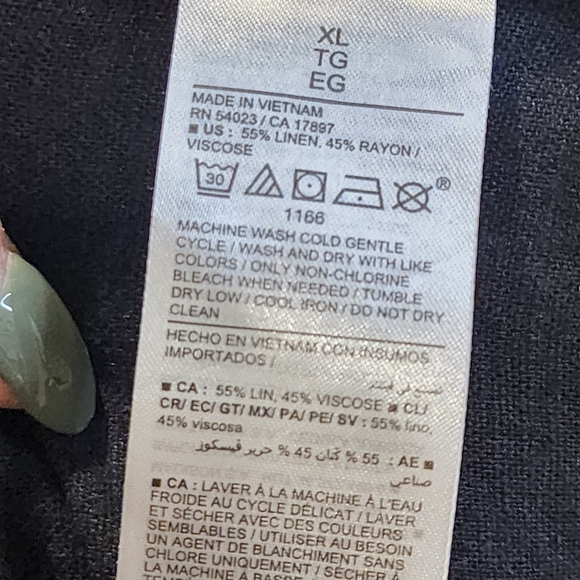 XL
TG
EG
MADE IN VIETNAM
RN 54023 / CA 17897
■ US : 55% LINEN, 45% RAYON /
VISCOSE
30
®
1166
MACHINE WASH COLD GENTLE
CYCLE / WASH AND DRY WITH LIKE
COLORS / ONLY NON-CHLORINE
BLEACH WHEN NEEDED / TUMBLE
DRY LOW / COOL IRON / DO NOT DRY
CLEAN
HECHO EN VIETNAM CON INSUMOS
IMPORTADOS /
■ CA : 55% LIN, 45% VISCOSE ■ CL/
CR/ EC/ GT/ MX/ PA/ PE/ SV : 55% lino,
45% viscosa
■ AE : 55 % كتان 45 % حرير فيسكوز
صناعي
■ CA : LAVER À LA MACHINE À L'EAU
FROIDE AU CYCLE DÉLICAT / LAVER
ET SÉCHER AVEC DES COULEURS
SEMBLABLES / UTILISER AU BESOIN
UN AGENT DE BLANCHIMENT SANS
CHLORE UNIQUEMENT / SÉCHER À
LA MACHINE À BASSE